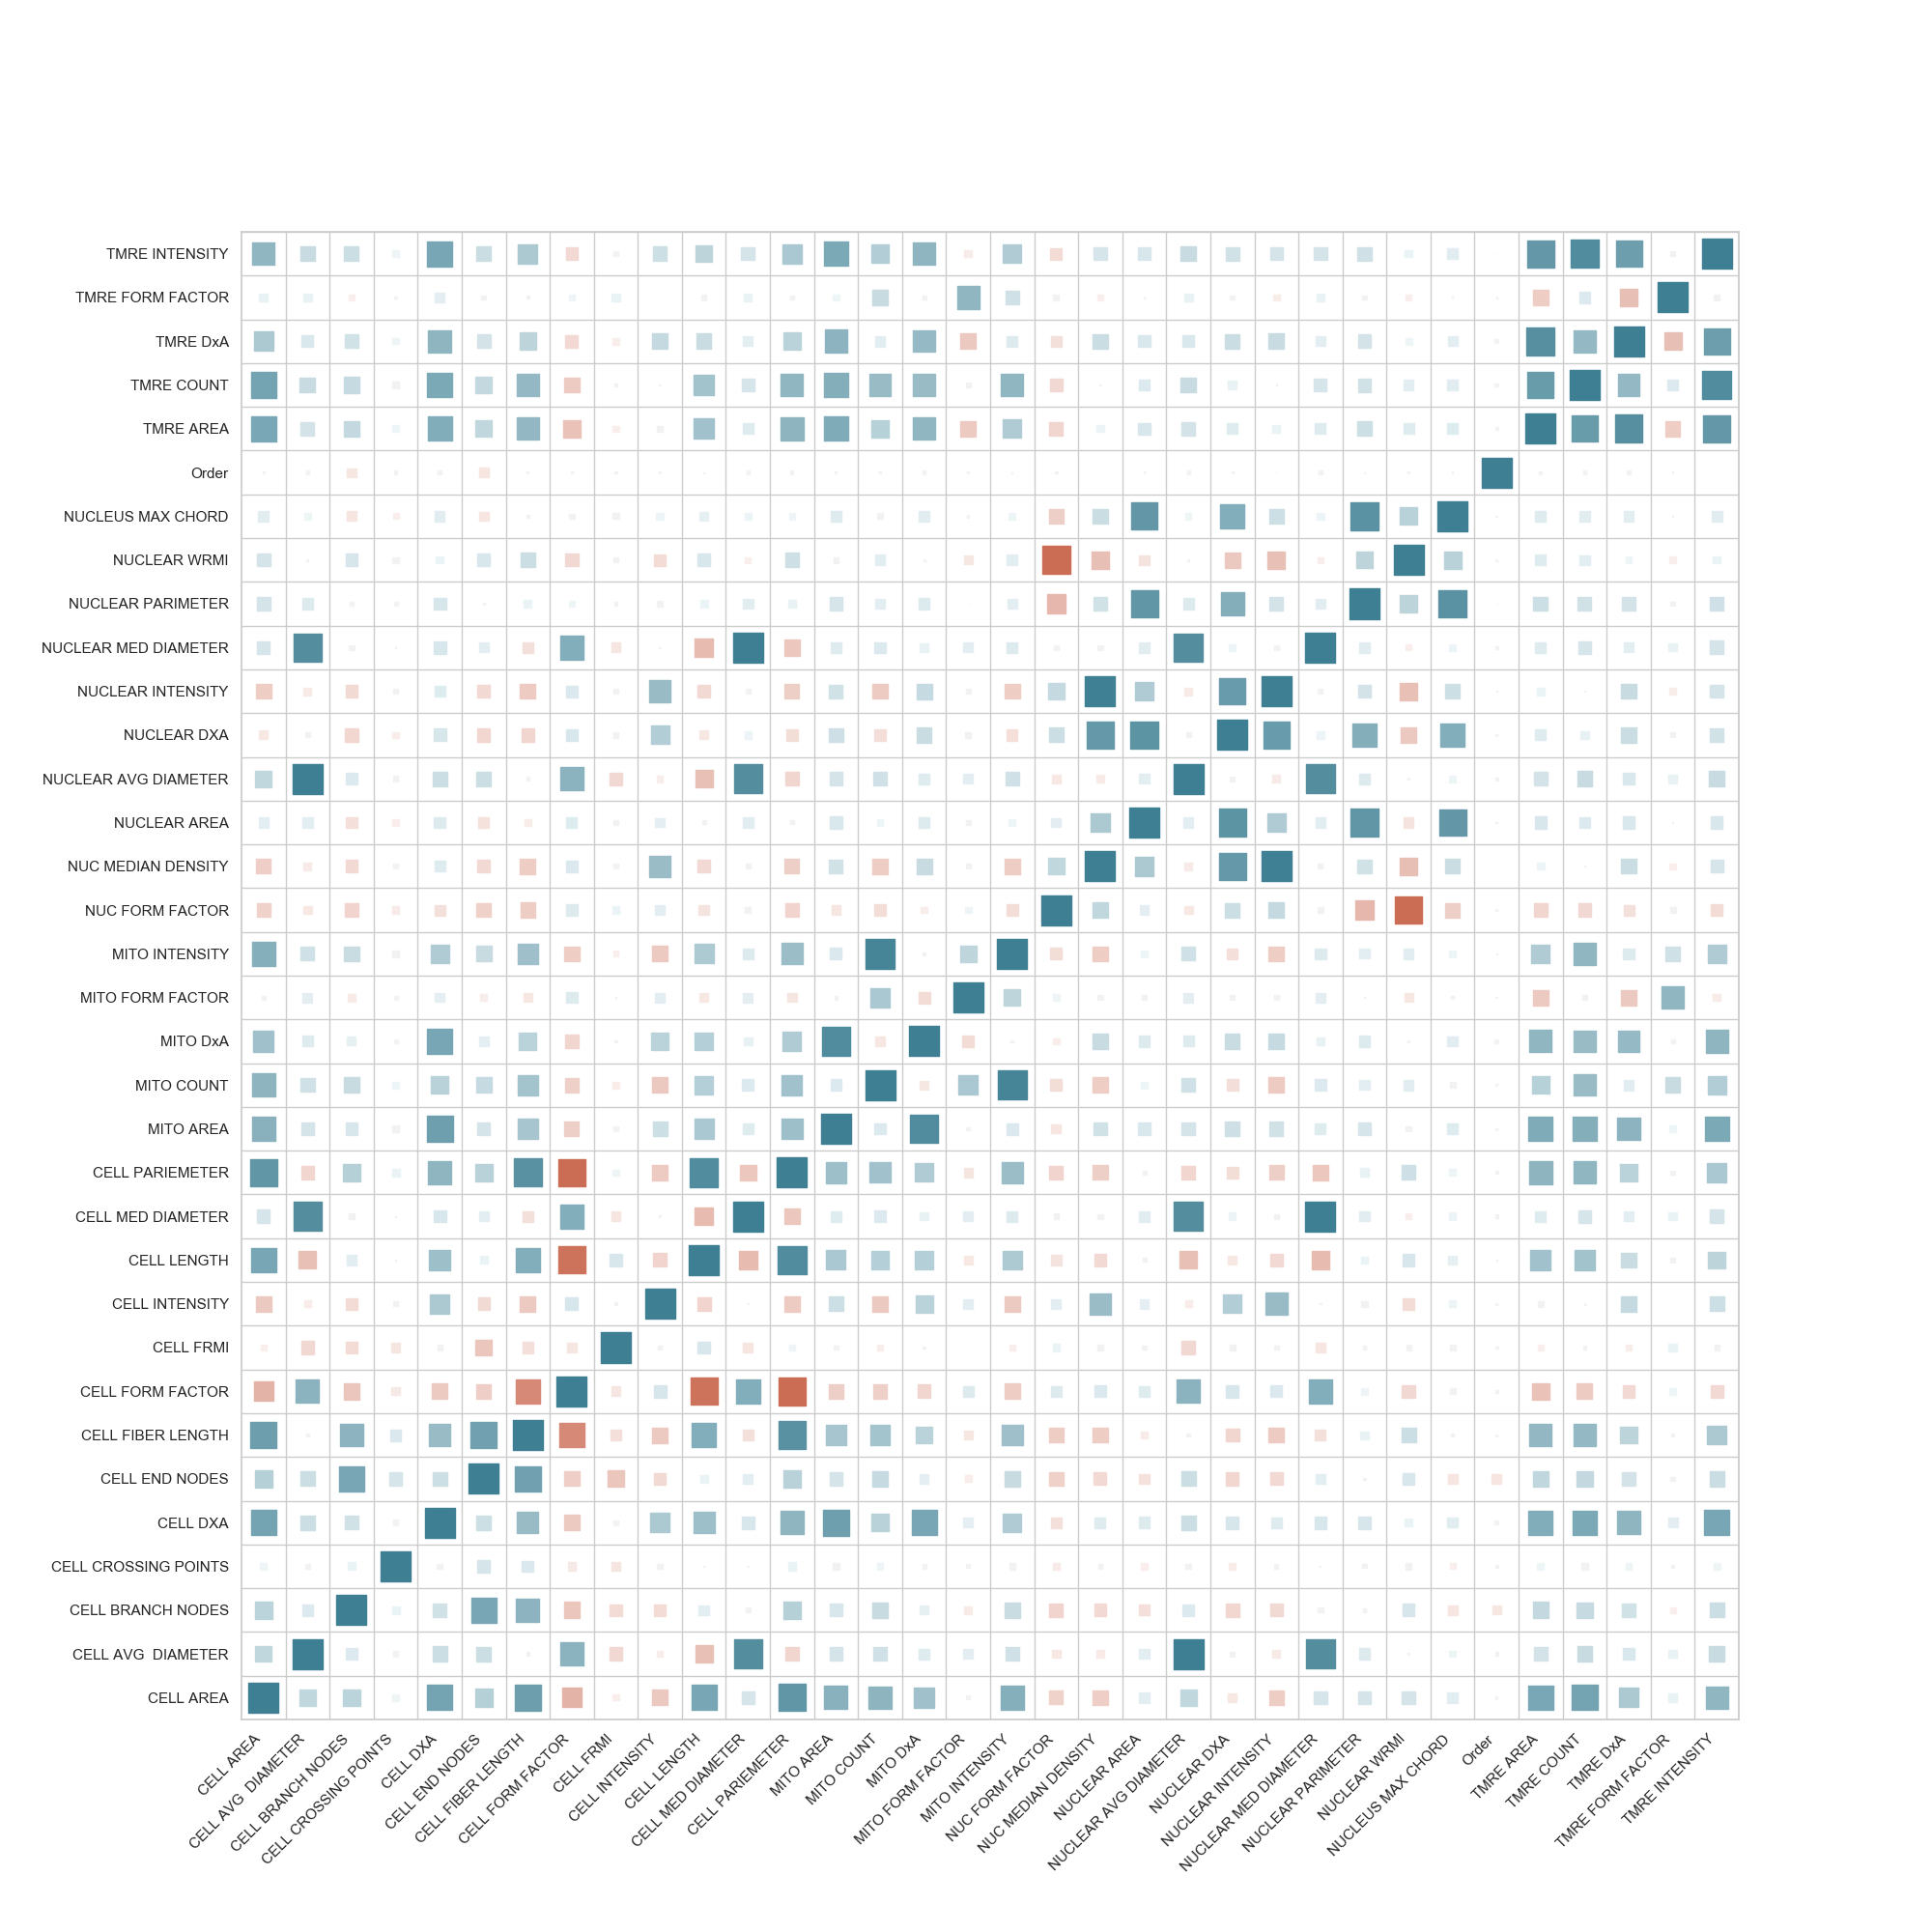 TMRE INTENSITY
TMRE FORM FACTOR
TMRE DxA
TMRE COUNT
TMRE AREA
Order
NUCLEUS MAX CHORD
NUCLEAR WRMI
NUCLEAR PARIMETER
NUCLEAR MED DIAMETER
NUCLEAR INTENSITY
NUCLEAR DXA
NUCLEAR AVG DIAMETER
NUCLEAR AREA
NUC MEDIAN DENSITY
NUC FORM FACTOR
MITO INTENSITY
MITO FORM FACTOR
MITO DxA
MITO COUNT
MITO AREA
CELL PARIEMETER
CELL MED DIAMETER
CELL LENGTH
CELL INTENSITY
CELL FRMI
CELL FORM FACTOR
CELL FIBER LENGTH
CELL END NODES
CELL DXA
CELL CROSSING POINTS
CELL BRANCH NODES
CELL AVG  DIAMETER
CELL AREA
CELL AREA
CELL AVG  DIAMETER
CELL BRANCH NODES
CELL CROSSING POINTS
CELL DXA
CELL END NODES
CELL FIBER LENGTH
CELL FORM FACTOR
CELL FRMI
CELL INTENSITY
CELL LENGTH
CELL MED DIAMETER
CELL PARIEMETER
MITO AREA
MITO COUNT
MITO DxA
MITO FORM FACTOR
MITO INTENSITY
NUC FORM FACTOR
NUC MEDIAN DENSITY
NUCLEAR AREA
NUCLEAR AVG DIAMETER
NUCLEAR DXA
NUCLEAR INTENSITY
NUCLEAR MED DIAMETER
NUCLEAR PARIMETER
NUCLEAR WRMI
NUCLEUS MAX CHORD
Order
TMRE AREA
TMRE COUNT
TMRE DxA
TMRE FORM FACTOR
TMRE INTENSITY